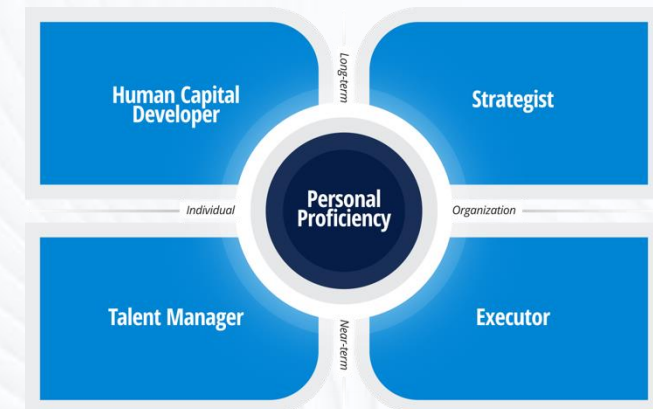 Human Capital
Developer
Long-term
Strategist
Individual
Personal
Proficiency
Organization
Talent Manager
Near-term
Executor